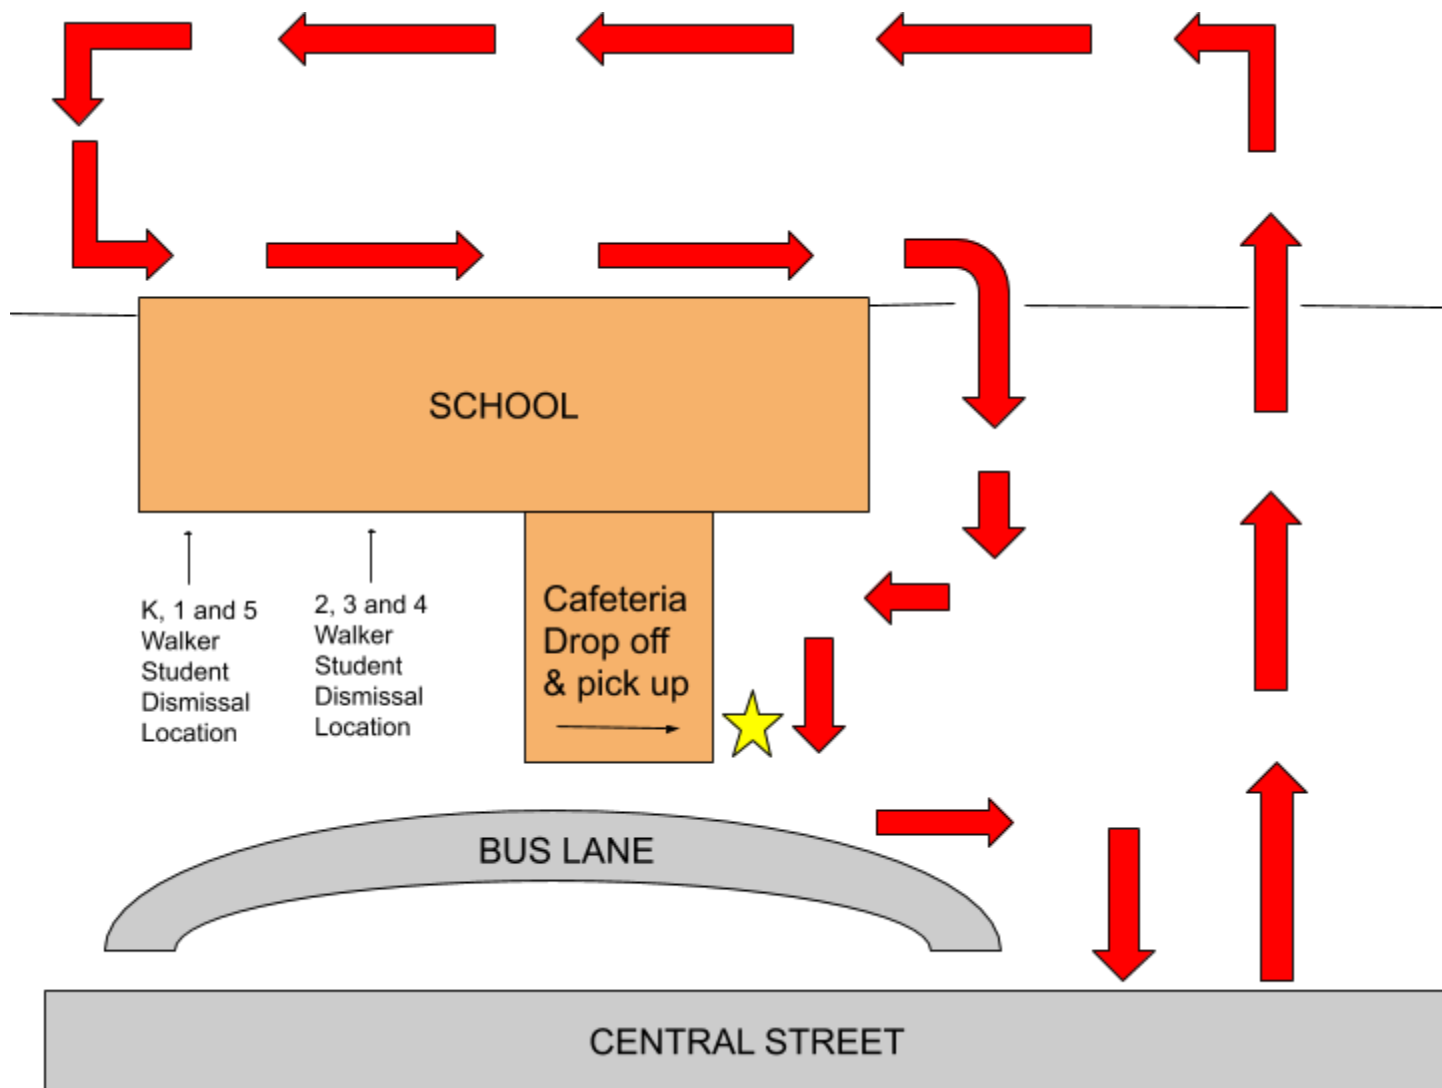 SCHOOL
K, 1 and 5
Walker
Student
Dismissal
Location
2, 3 and 4
Walker
Student
Dismissal
Location
Cafeteria
Drop off
& pick up
BUS LANE
CENTRAL STREET